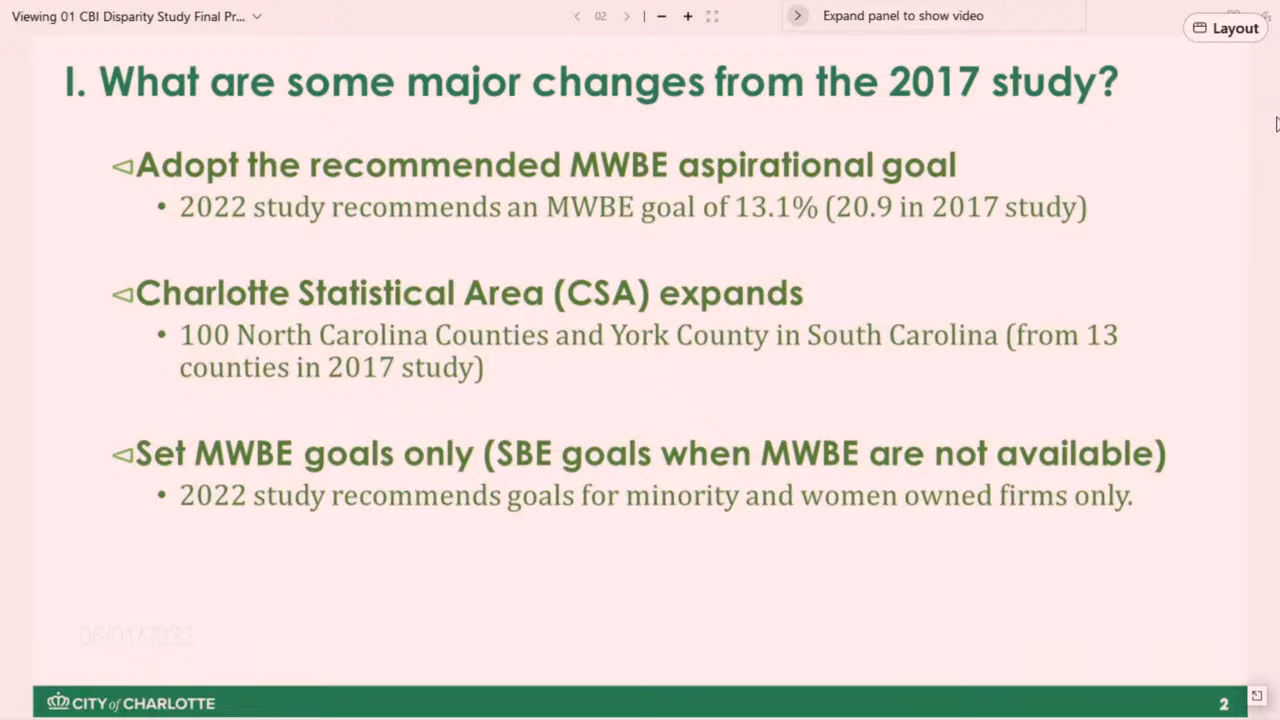 Viewing 01 CBI Disparity Study Final Pr...
02
Expand panel to show video
Layout
I. What are some major changes from the 2017 study?
Adopt the recommended MWBE aspirational goal
• 2022 study recommends an MWBE goal of 13.1% (20.9 in 2017 study)
Charlotte Statistical Area (CSA) expands
• 100 North Carolina Counties and York County in South Carolina (from 13
counties in 2017 study)
Set MWBE goals only (SBE goals when MWBE are not available)
• 2022 study recommends goals for minority and women owned firms only.
CITY of CHARLOTTE
2